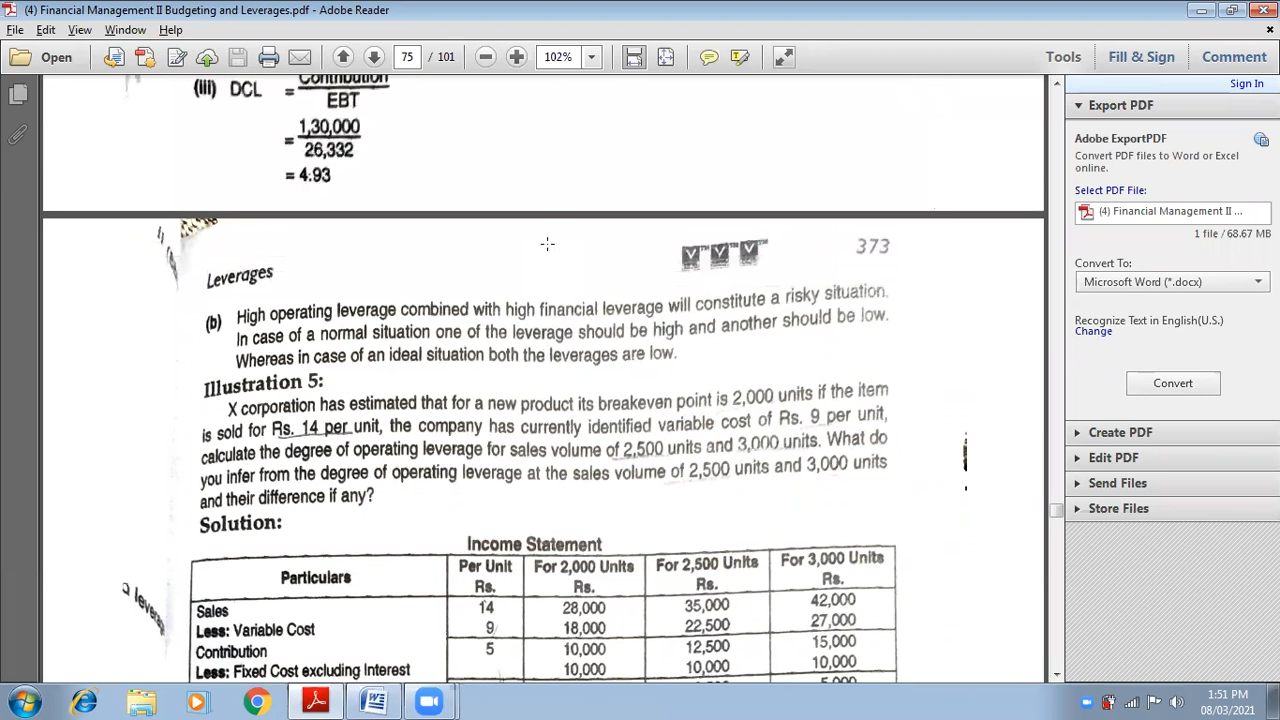 (4) Financial Management II Budgeting and Leverages.pdf - Adobe Reader
File Edit View Window Help
Open 75 / 101 102% Tools Fill & Sign Comment
Sign In
(iii) DCL = Contribution
EBT
= 1,30,000
26,332
= 4.93
Leverages 373
(b) High operating leverage combined with high financial leverage will constitute a risky situation.
In case of a normal situation one of the leverage should be high and another should be low.
Whereas in case of an ideal situation both the leverages are low.
Illustration 5:
X corporation has estimated that for a new product its breakeven point is 2,000 units if the item
is sold for Rs. 14 per unit, the company has currently identified variable cost of Rs. 9 per unit,
calculate the degree of operating leverage for sales volume of 2,500 units and 3,000 units. What do
you infer from the degree of operating leverage at the sales volume of 2,500 units and 3,000 units
and their difference if any?
Solution:
Income Statement
Particulars Per Unit Rs. For 2,000 Units Rs. For 2,500 Units Rs. For 3,000 Units Rs.
Sales 14 28,000 35,000 42,000
Less: Variable Cost 9 18,000 22,500 27,000
Contribution 5 10,000 12,500 15,000
Less: Fixed Cost excluding Interest 10,000 10,000 10,000
Export PDF
Adobe ExportPDF
Convert PDF files to Word or Excel
online.
Select PDF File:
(4) Financial Management II ...
1 file / 68.67 MB
Convert To:
Microsoft Word (*.docx)
Recognize Text in English(U.S.)
Change
Convert
Create PDF
Edit PDF
Send Files
Store Files
1:51 PM
08/03/2021